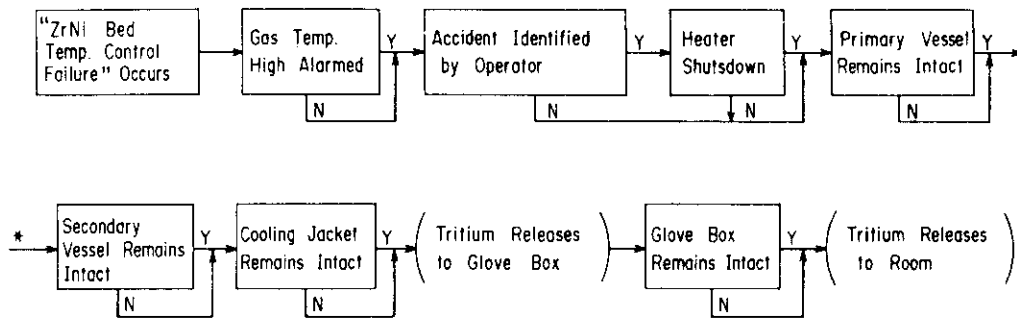 "ZrNi Bed
Temp. Control
Failure" Occurs
Gas Temp.
High Alarmed
Y
N
Accident Identified
by Operator
Y
N
Heater
Shutdown
Y
N
Primary Vessel
Remains Intact
Y
N
*
Secondary
Vessel Remains
Intact
Y
N
Cooling Jacket
Remains Intact
Y
N
(Tritium Releases
to Glove Box)
Glove Box
Remains Intact
Y
N
(Tritium Releases
to Room)